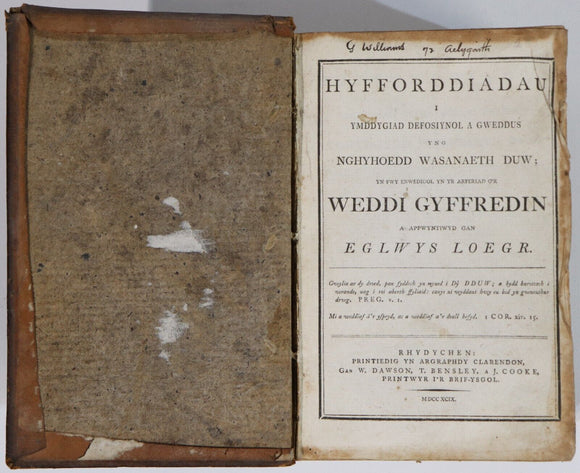 G Williams 72 Aelygarth
HYFFORDDIADAU
I
YMDDYGIAD DEFOSIYNOL A GWEDDUS
YNG
NGHYHOEDD WASANAETH DUW;
YN FWY ENWEDIGOL YN YR ARFERIAD O'R
WEDDI GYFFREDIN
A APPWYNTIWYD GAN
EGLWYS LOEGR.
Gwylia ar dy droed, pan fyddech yn myned i Dŷ DDUW; a bydd barottach i
wrando, nag i roi aberth ffyliaid: canys ni wyddant hwy eu bod yn gwneuthur
drwg. PREG. v. 1.
Mi a weddïaf â'r yspryd, ac a weddïaf a'r deall hefyd. 1 COR. xiv. 15.
RHYDYCHEN:
PRINTIEDIG YN ARGRAPHDY CLARENDON,
GAN W. DAWSON, T. BENSLEY, A J. COOKE,
PRINTWYR I'R BRIF-YSGOL.
MDCCXCIX.